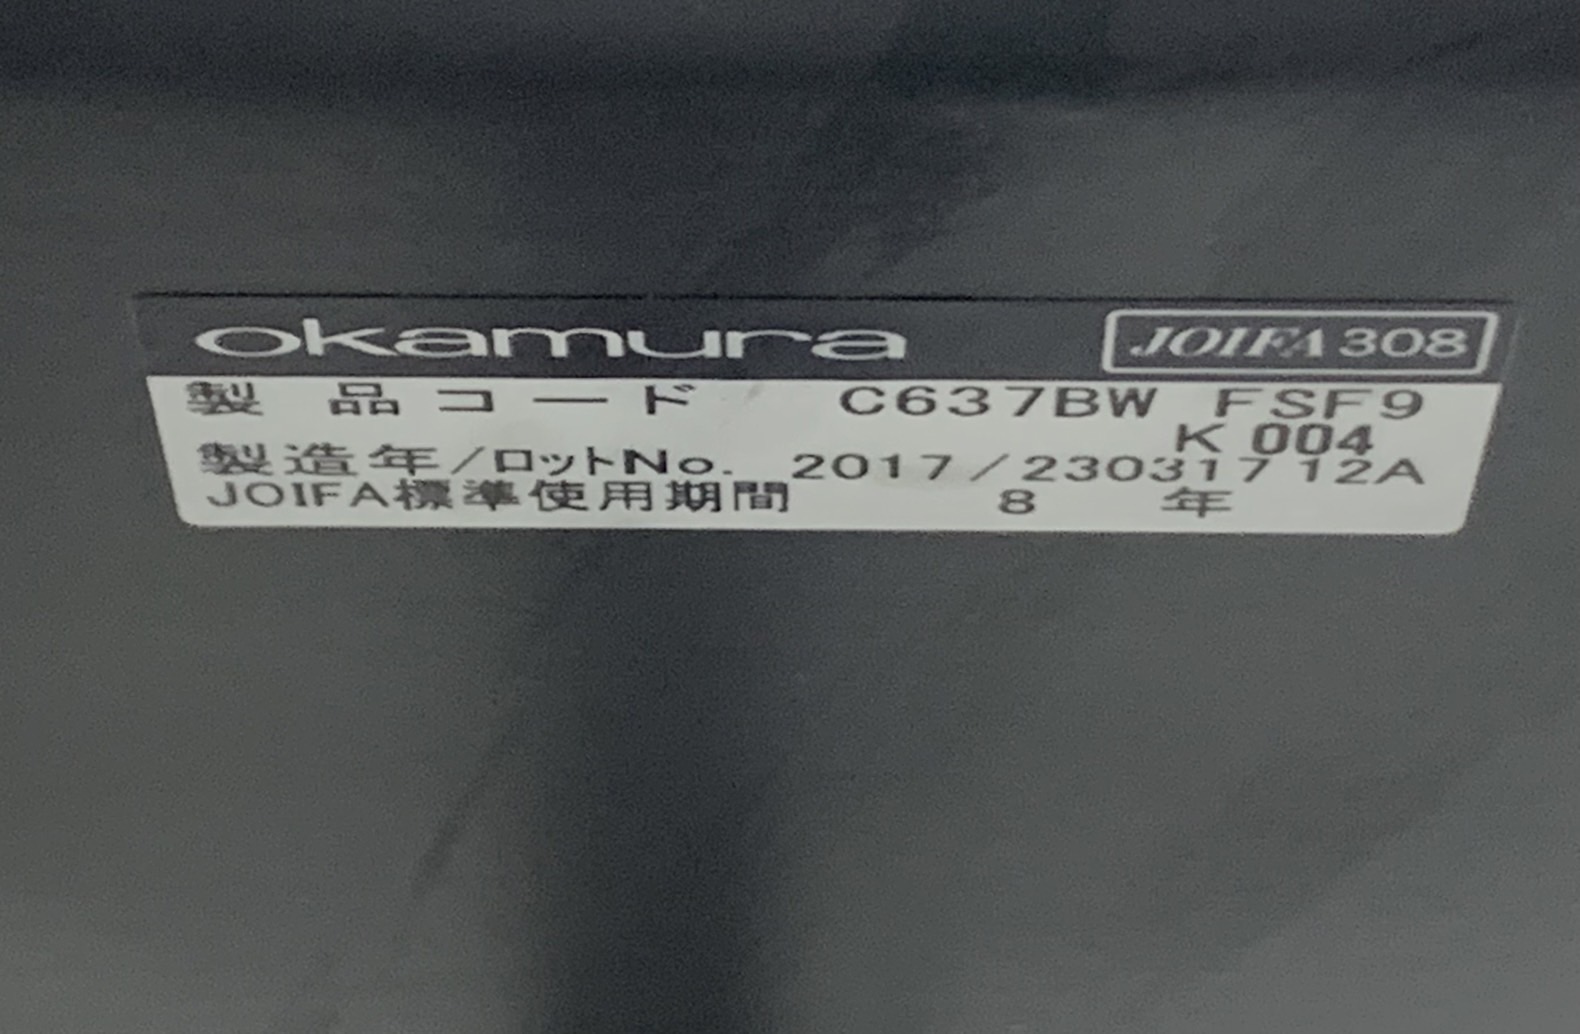 okamura JOIFA 308
製品コード C637BW FSF9
K 004
製造年/ロットNo. 2017/23031712A
JOIFA標準使用期間 8 年